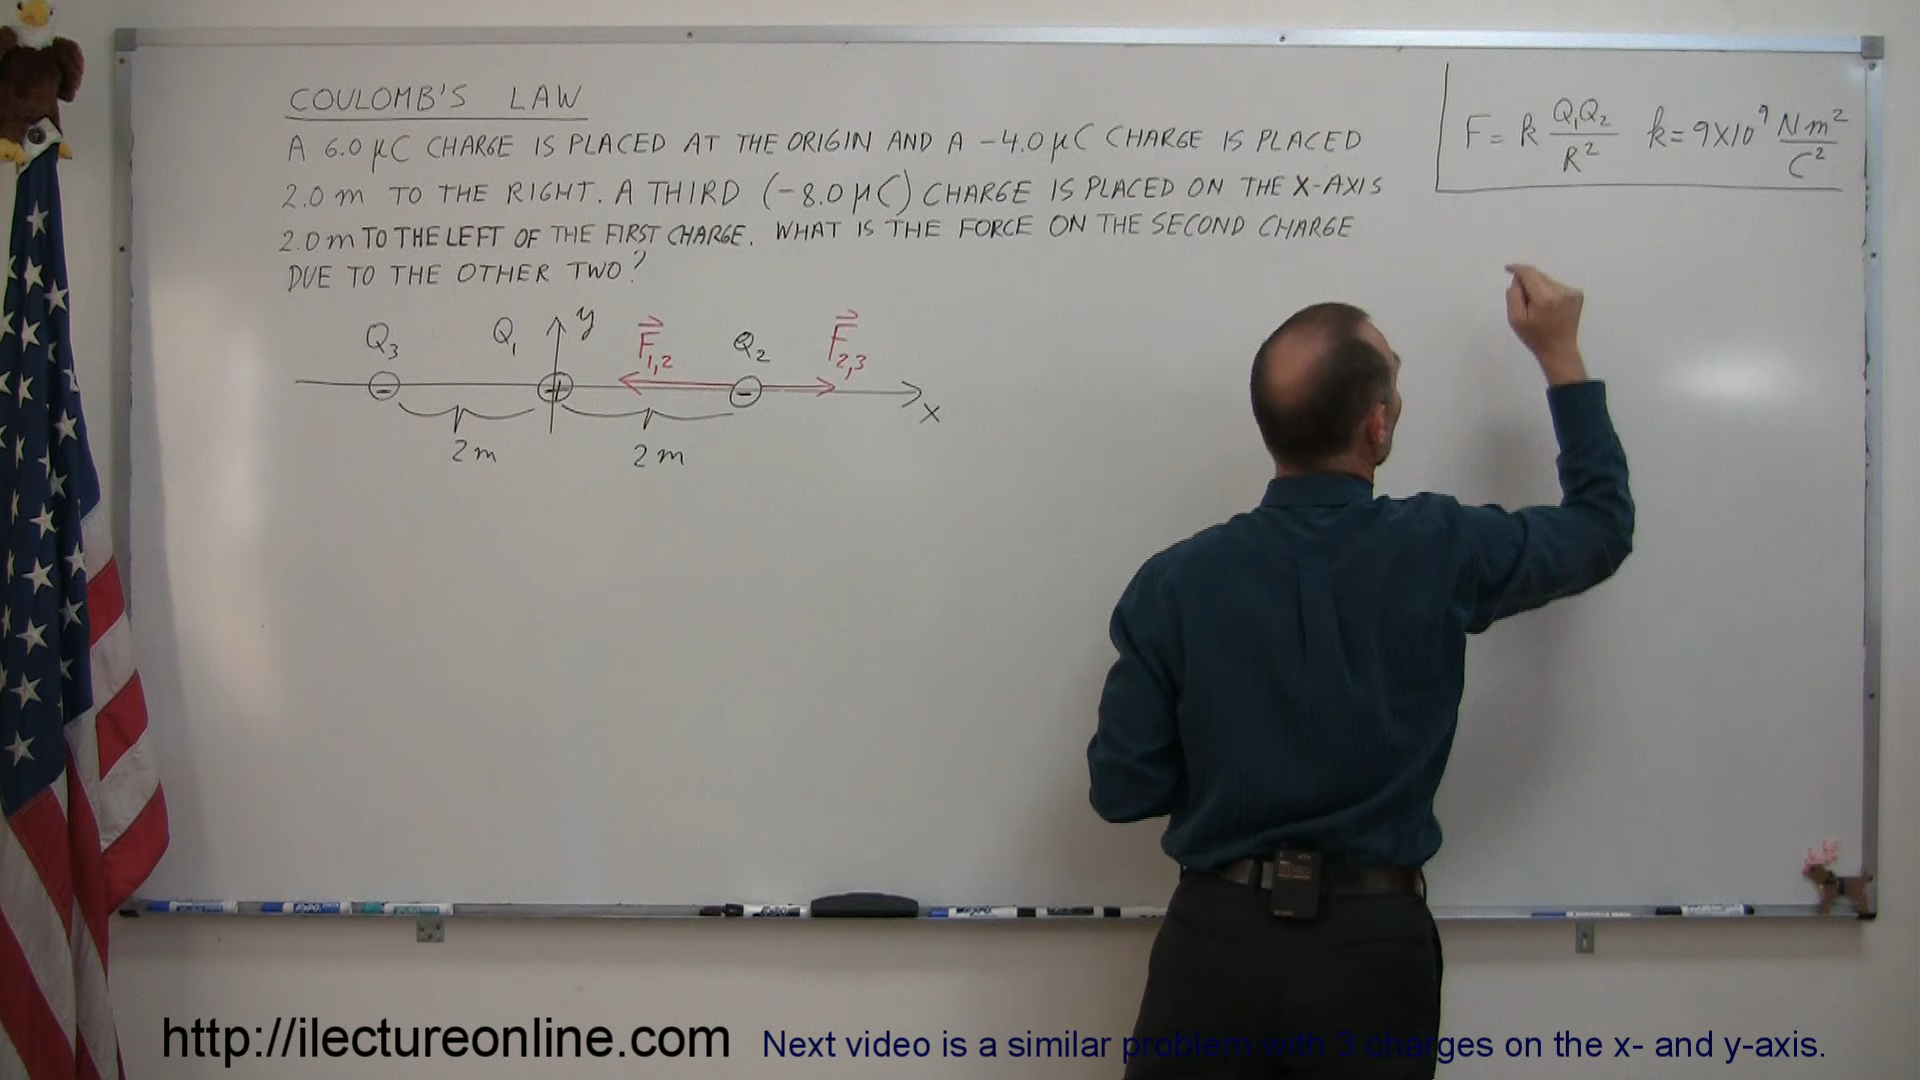 COULOMB'S LAW
A 6.0 μC CHARGE IS PLACED AT THE ORIGIN AND A -4.0 μC CHARGE IS PLACED
2.0 m TO THE RIGHT. A THIRD (-8.0 μC) CHARGE IS PLACED ON THE X-AXIS
2.0 m TO THE LEFT OF THE FIRST CHARGE. WHAT IS THE FORCE ON THE SECOND CHARGE
DUE TO THE OTHER TWO?
F = k Q₁Q₂/R² k = 9X10⁹ Nm²/C²
Q₃ Q₁ y F⃗₁,₂ Q₂ F⃗₂,₃
- + - x
2 m 2 m
http://ilectureonline.com Next video is a similar problem with 3 charges on the x- and y-axis.